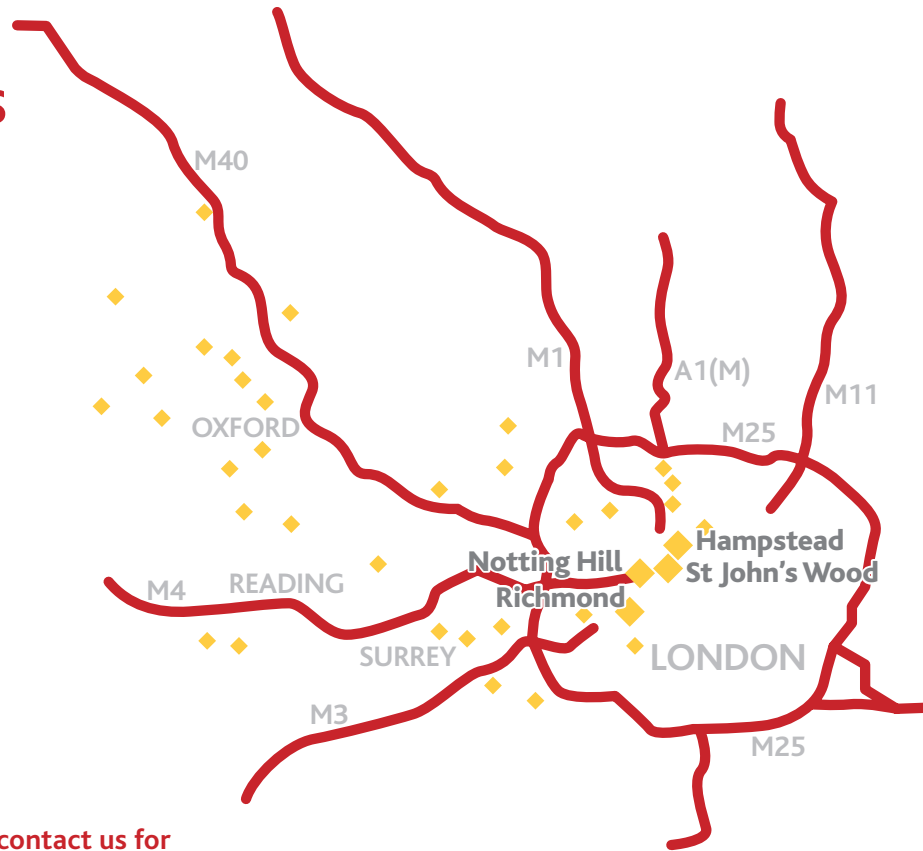 S
M40
M1
A1(M)
M11
OXFORD
M25
Hampstead
Notting Hill
St John's Wood
M4
READING
Richmond
SURREY
LONDON
M3
M25
contact us for